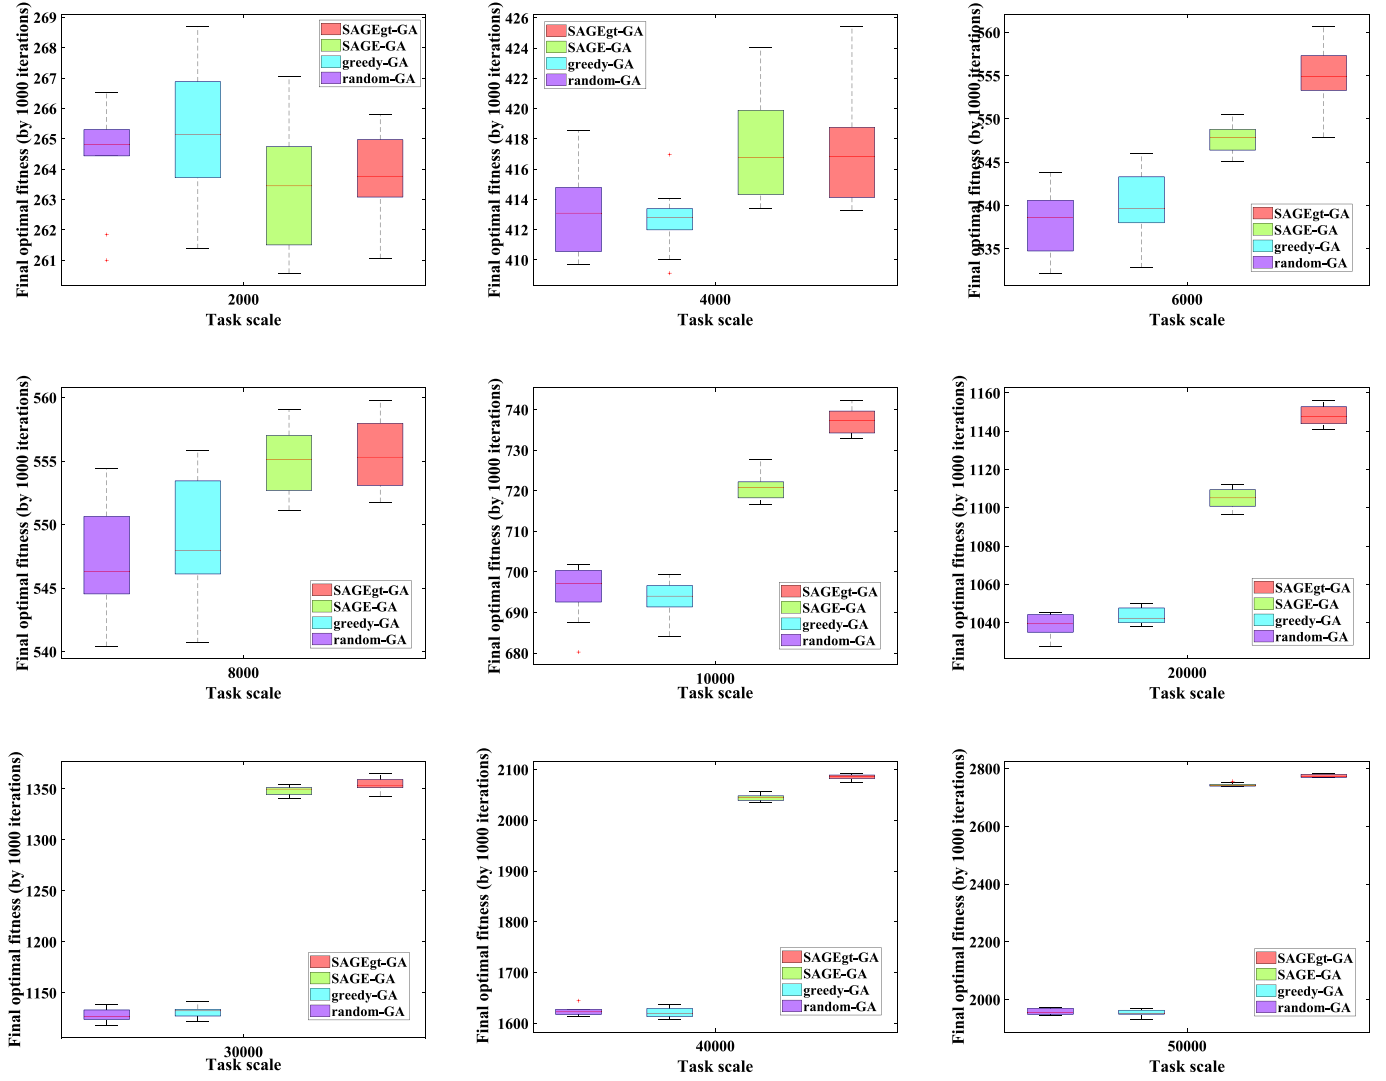 Final optimal fitness (by 1000 iterations)
269
268
267
266
265
264
263
262
261
SAGEgt-GA
SAGE-GA
greedy-GA
random-GA
2000
Task scale
Final optimal fitness (by 1000 iterations)
426
424
422
420
418
416
414
412
410
SAGEgt-GA
SAGE-GA
greedy-GA
random-GA
4000
Task scale
Final optimal fitness (by 1000 iterations)
560
555
550
545
540
535
SAGEgt-GA
SAGE-GA
greedy-GA
random-GA
6000
Task scale
Final optimal fitness (by 1000 iterations)
560
555
550
545
540
SAGEgt-GA
SAGE-GA
greedy-GA
random-GA
8000
Task scale
Final optimal fitness (by 1000 iterations)
740
730
720
710
700
690
680
SAGEgt-GA
SAGE-GA
greedy-GA
random-GA
10000
Task scale
Final optimal fitness (by 1000 iterations)
1160
1140
1120
1100
1080
1060
1040
SAGEgt-GA
SAGE-GA
greedy-GA
random-GA
20000
Task scale
Final optimal fitness (by 1000 iterations)
1350
1300
1250
1200
1150
SAGEgt-GA
SAGE-GA
greedy-GA
random-GA
30000
Task scale
Final optimal fitness (by 1000 iterations)
2100
2000
1900
1800
1700
1600
SAGEgt-GA
SAGE-GA
greedy-GA
random-GA
40000
Task scale
Final optimal fitness (by 1000 iterations)
2800
2600
2400
2200
2000
SAGEgt-GA
SAGE-GA
greedy-GA
random-GA
50000
Task scale